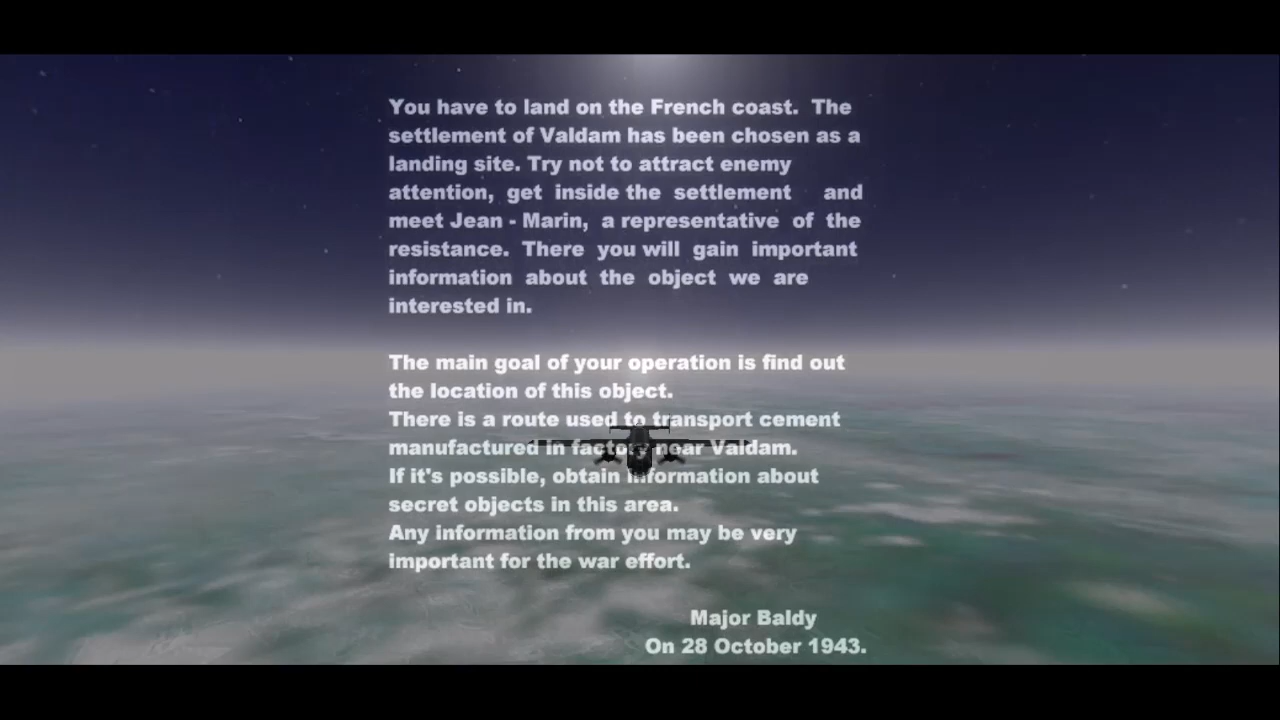 You have to land on the French coast. The
settlement of Valdam has been chosen as a
landing site. Try not to attract enemy
attention, get inside the settlement and
meet Jean - Marin, a representative of the
resistance. There you will gain important
information about the object we are
interested in.
The main goal of your operation is find out
the location of this object.
There is a route used to transport cement
manufactured in factory near Valdam.
If it's possible, obtain information about
secret objects in this area.
Any information from you may be very
important for the war effort.
Major Baldy
On 28 October 1943.